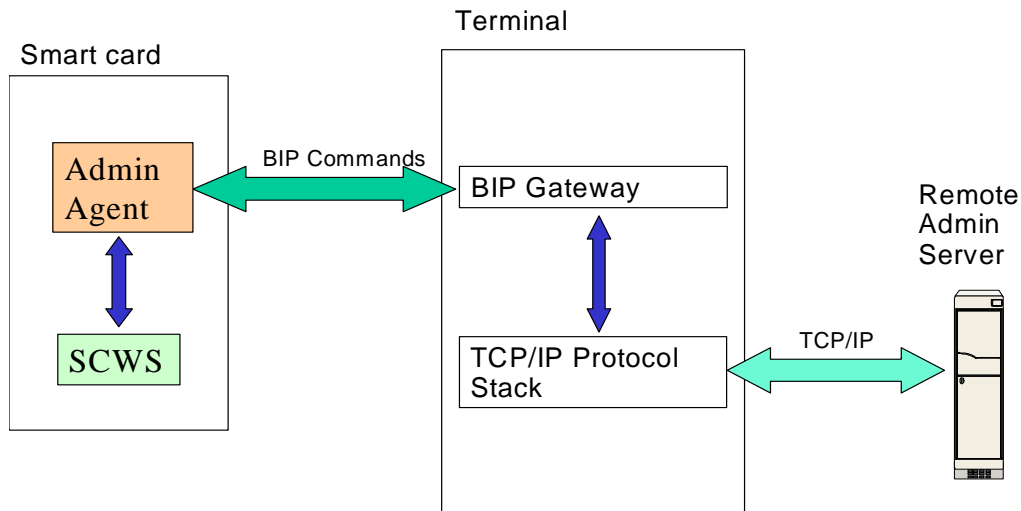 Smart card
Admin
Agent
SCWS
BIP Commands
Terminal
BIP Gateway
TCP/IP Protocol
Stack
TCP/IP
Remote
Admin
Server